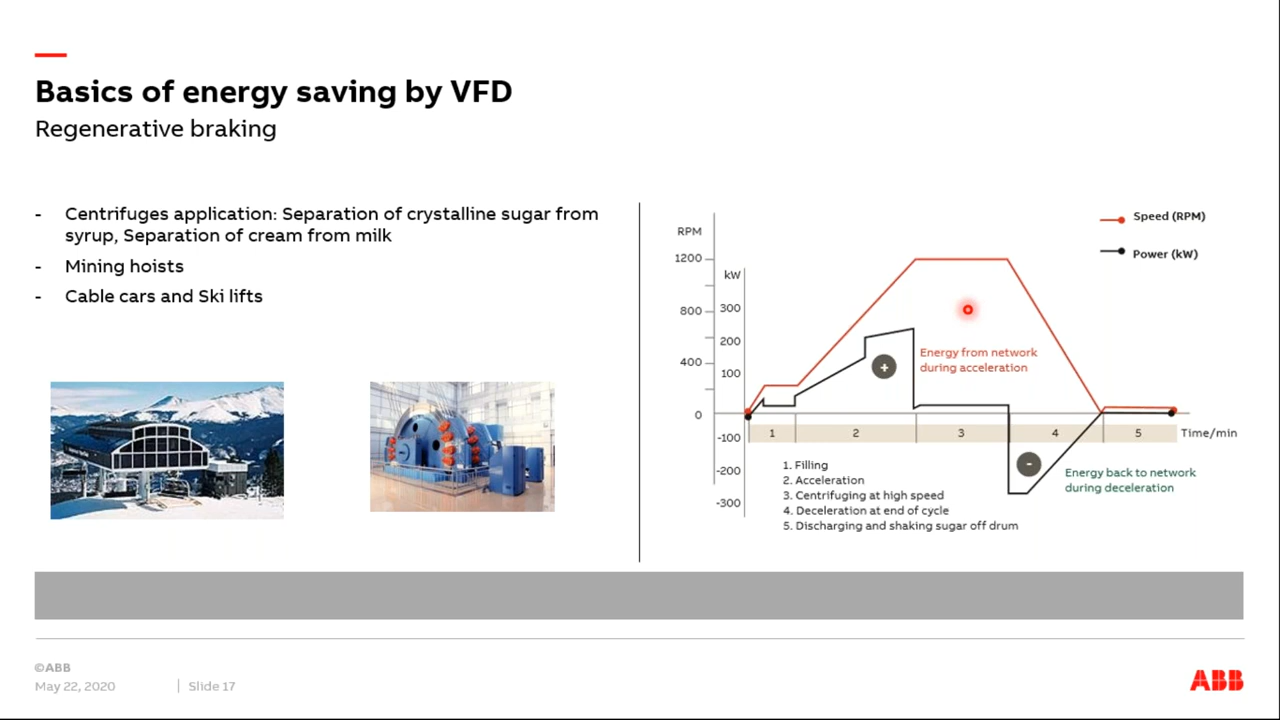 Basics of energy saving by VFD
Regenerative braking
- Centrifuges application: Separation of crystalline sugar from
syrup, Separation of cream from milk
- Mining hoists
- Cable cars and Ski lifts
RPM
1200
800
400
0
kW
300
200
100
-100
-200
-300
Speed (RPM)
Power (kW)
+
Energy from network
during acceleration
1 2 3 4 5 Time/min
-
Energy back to network
during deceleration
1. Filling
2. Acceleration
3. Centrifuging at high speed
4. Deceleration at end of cycle
5. Discharging and shaking sugar off drum
©ABB
May 22, 2020 | Slide 17
ABB